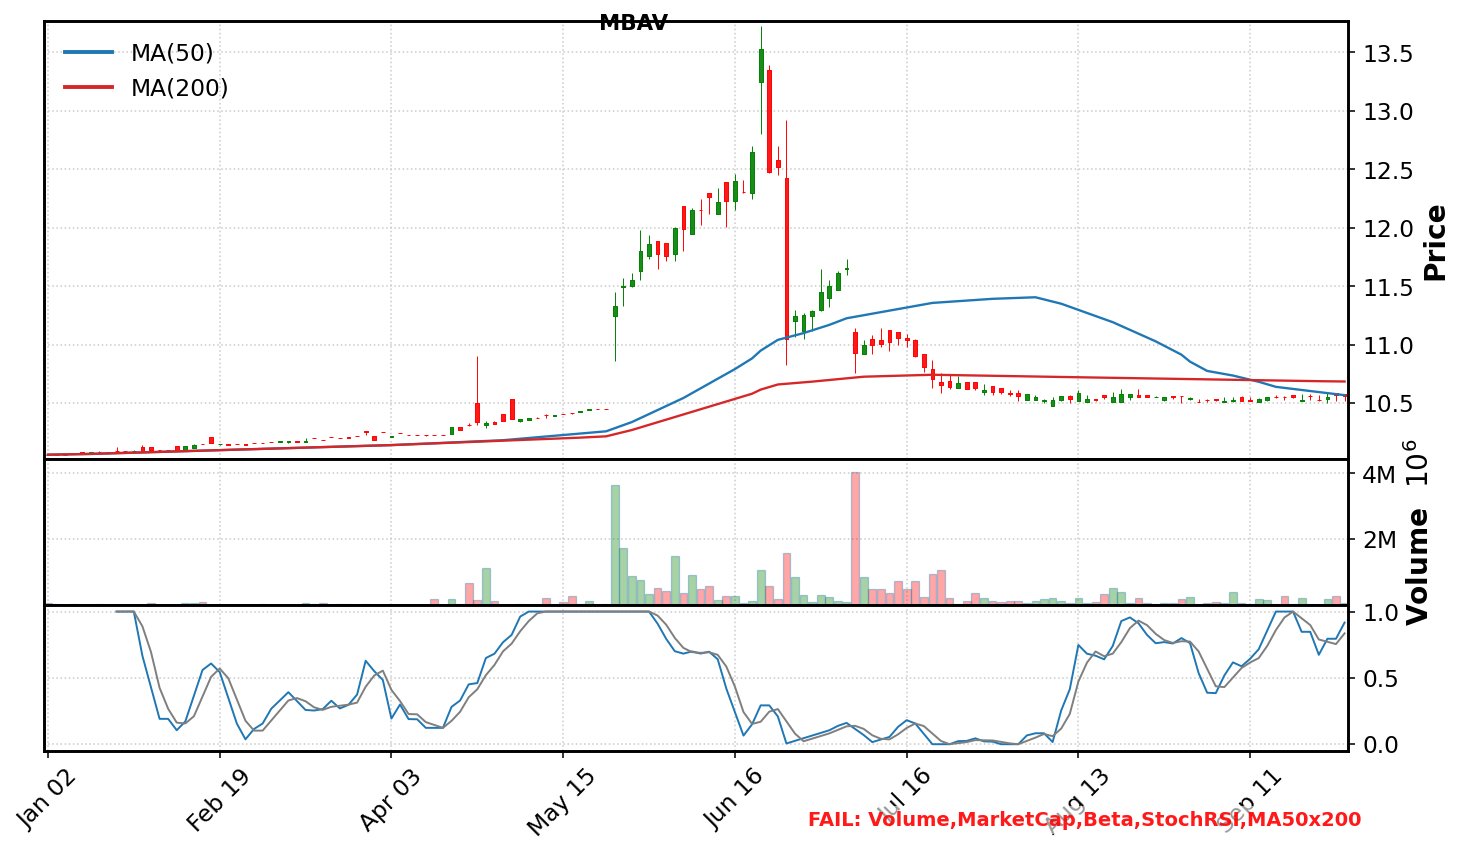 MBAV
MA(50)
MA(200)
13.5
13.0
12.5
12.0
11.5
11.0
10.5
Price
4M
2M
Volume 10⁶
1.0
0.5
0.0
Jan 02
Feb 19
Apr 03
May 15
Jun 16
Jul 16
Aug 13
Sep 11
FAIL: Volume,MarketCap,Beta,StochRSI,MA50x200